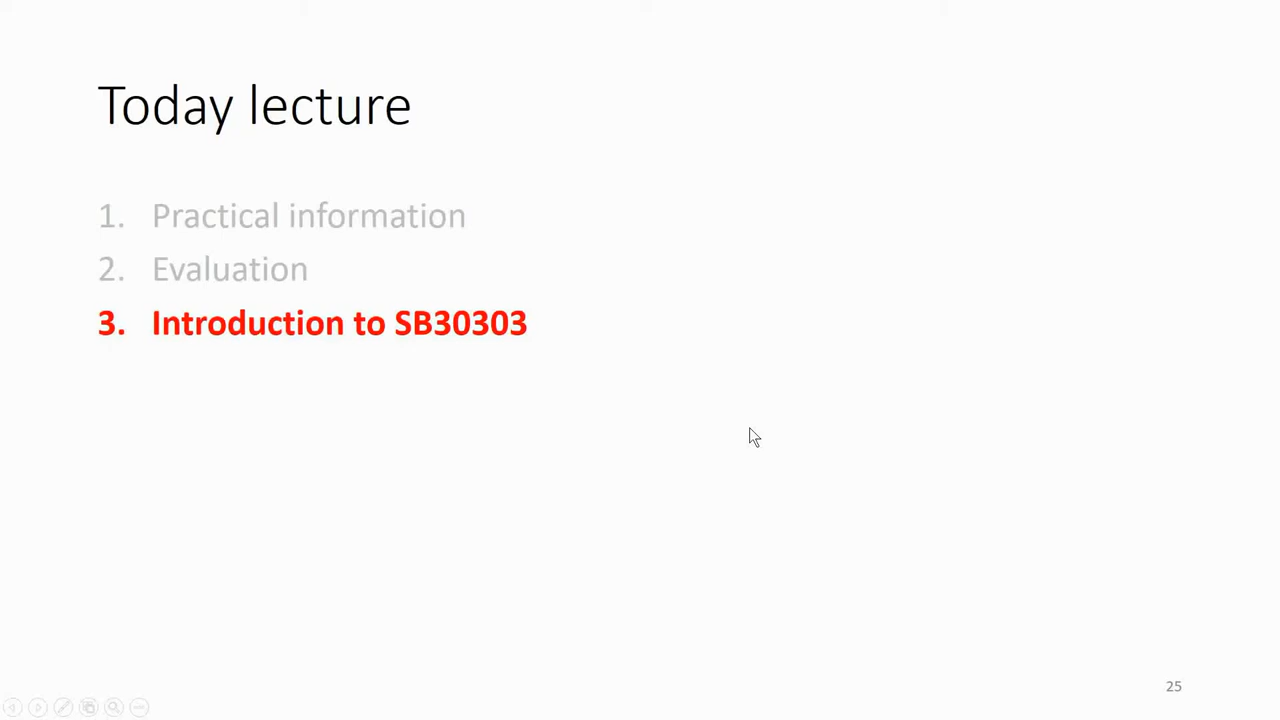 Today lecture
1. Practical information
2. Evaluation
3. Introduction to SB30303
25